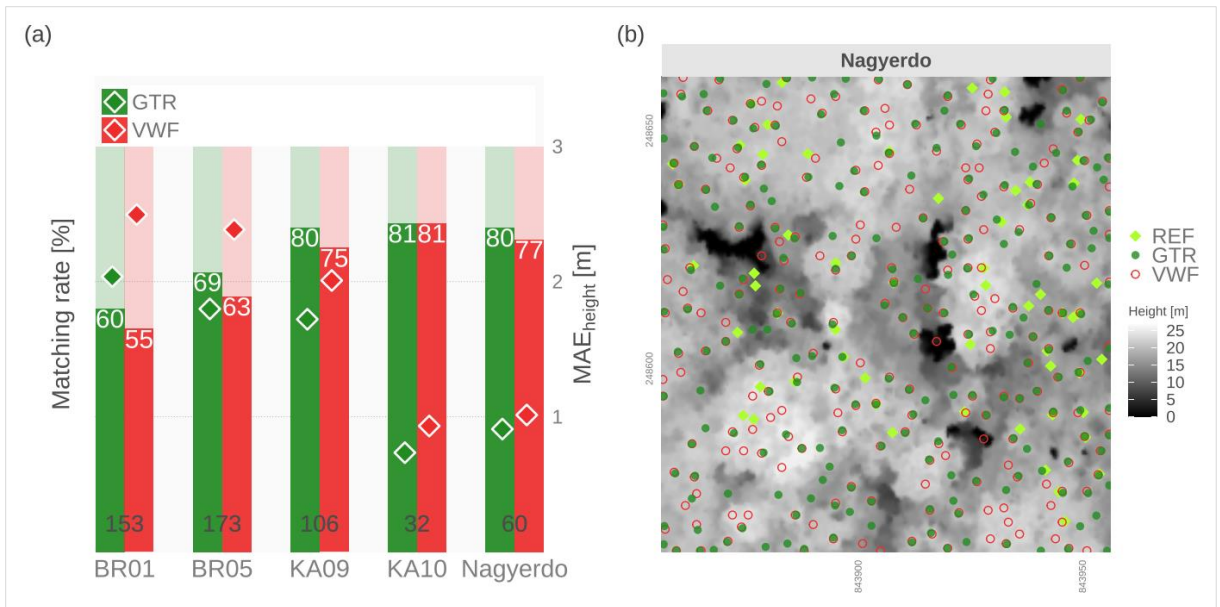 (a)
GTR
VWF
Matching rate [%]
60
55
69
63
80
75
81
81
80
77
153
173
106
32
60
BR01
BR05
KA09
KA10
Nagyerdo
3
2
1
MAEheight [m]
(b)
Nagyerdo
248650
248600
843900
843950
REF
GTR
VWF
Height [m]
25
20
15
10
5
0